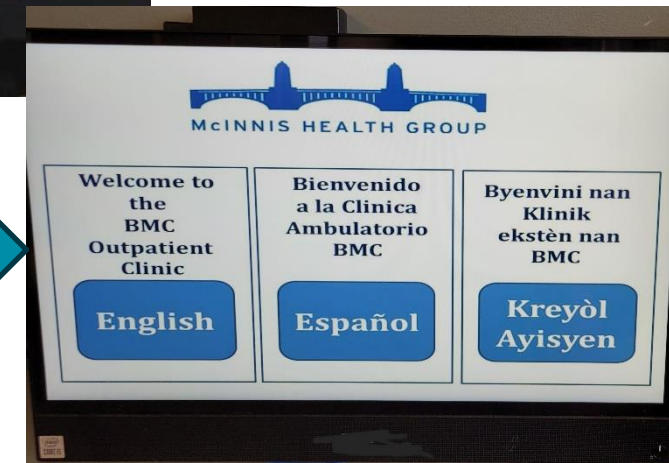 McINNIS HEALTH GROUP
Welcome to
the
BMC
Outpatient
Clinic
English
Bienvenido
a la Clinica
Ambulatorio
BMC
Español
Byenvini nan
Klinik
ekstèn nan
BMC
Kreyòl
Ayisyen